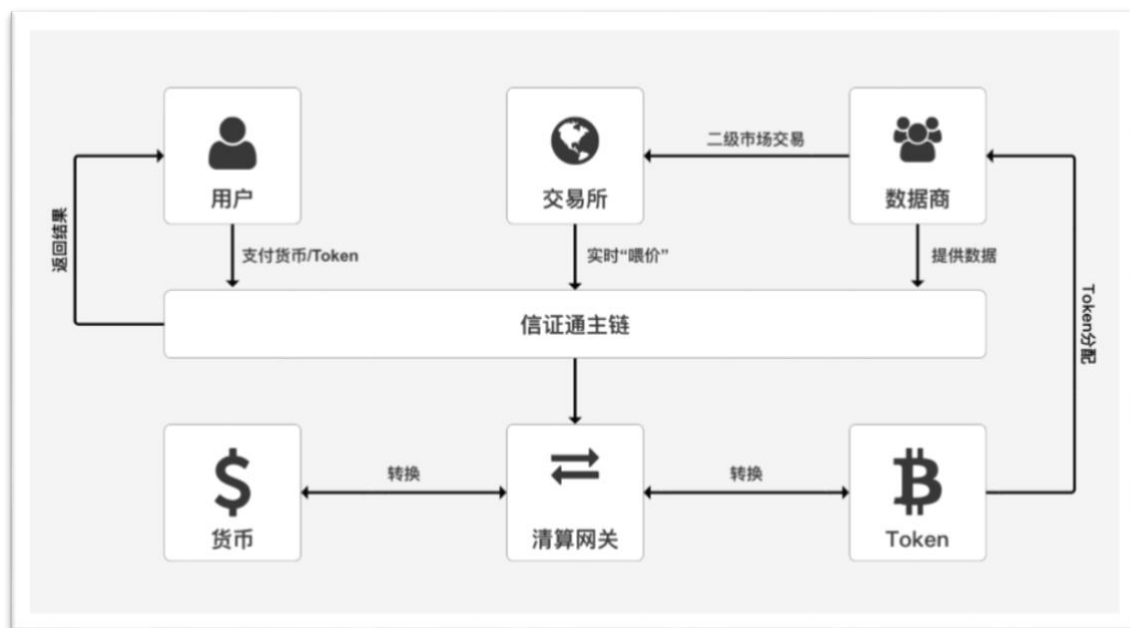 用户
交易所
数据商
二级市场交易
返回结果
支付货币/Token
实时“喂价”
提供数据
信证通主链
Token分配
转换
转换
货币
清算网关
Token